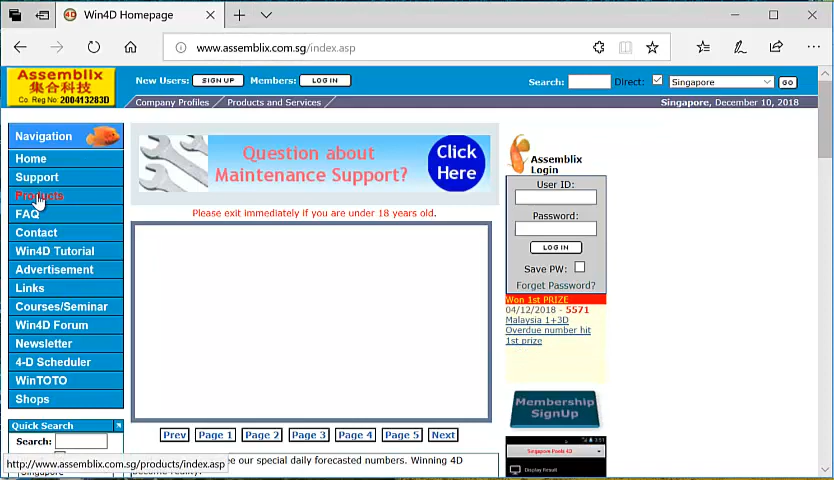 Win4D Homepage
www.assemblix.com.sg/index.asp
Assemblix
集合科技
Co. Reg No 200413283D
New Users: SIGN UP Members: LOG IN
Search: Direct: Singapore GO
Company Profiles Products and Services
Singapore, December 10, 2018
Navigation
Home
Support
Products
FAQ
Contact
Win4D Tutorial
Advertisement
Links
Courses/Seminar
Win4D Forum
Newsletter
4-D Scheduler
WinTOTO
Shops
Quick Search
Search:
Question about
Maintenance Support?
Click
Here
Please exit immediately if you are under 18 years old.
Prev Page 1 Page 2 Page 3 Page 4 Page 5 Next
ee our special daily forecasted numbers. Winning 4D
Assemblix
Login
User ID:
Password:
LOG IN
Save PW:
Forget Password?
Won 1st PRIZE
04/12/2018 - 5571
Malaysia 1+3D
Overdue number hit
1st prize
Membership
SignUp
Singapore Pools 4D
Display Result
http://www.assemblix.com.sg/products/index.asp